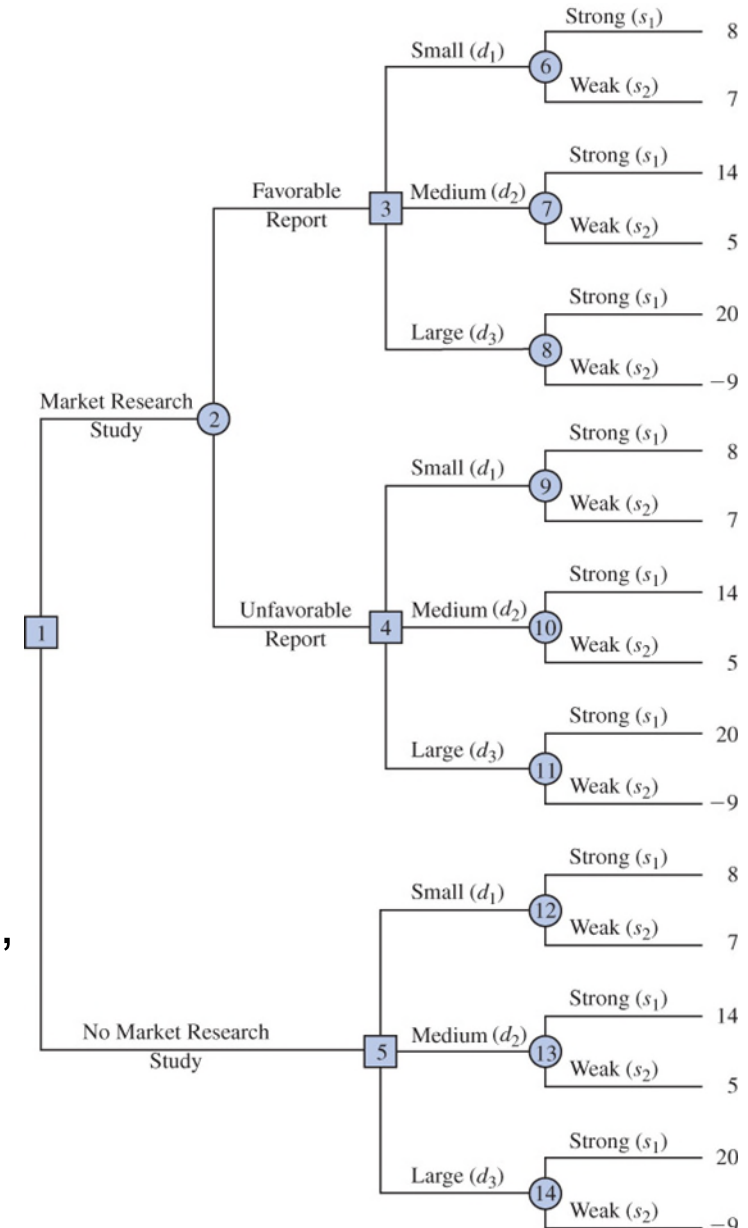 Strong (s₁) 8
Small (d₁) 6
Weak (s₂) 7
Strong (s₁) 14
Favorable Report 3 Medium (d₂) 7
Weak (s₂) 5
Strong (s₁) 20
Large (d₃) 8
Weak (s₂) −9
Market Research Study 2
Strong (s₁) 8
Small (d₁) 9
Weak (s₂) 7
Strong (s₁) 14
1
Unfavorable Report 4 Medium (d₂) 10
Weak (s₂) 5
Strong (s₁) 20
Large (d₃) 11
Weak (s₂) −9
Strong (s₁) 8
Small (d₁) 12
,
Weak (s₂) 7
Strong (s₁) 14
No Market Research Study 5 Medium (d₂) 13
Weak (s₂) 5
Strong (s₁) 20
Large (d₃) 14
Weak (s₂) −9